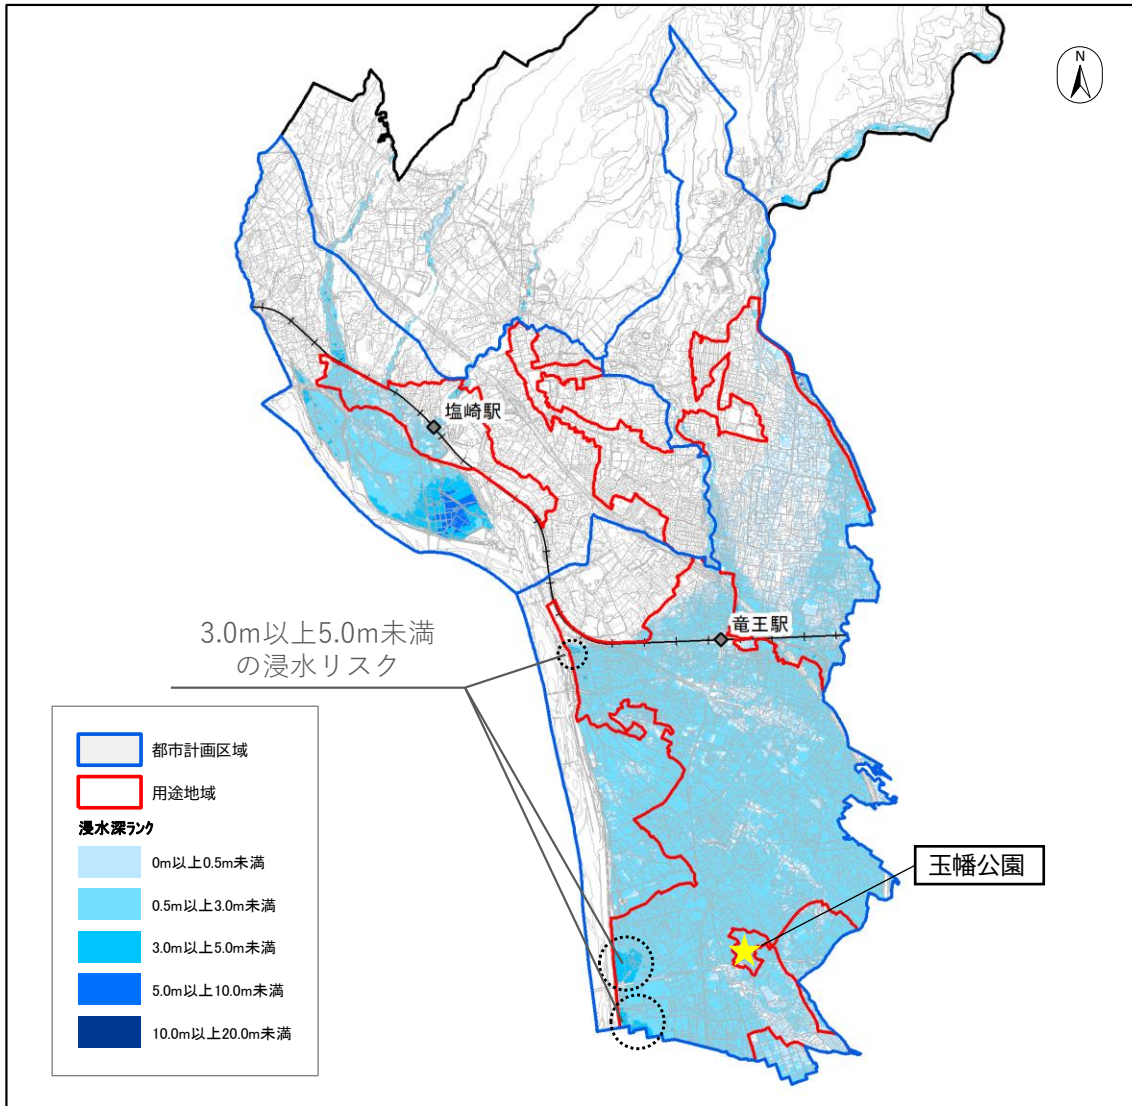 N
塩崎駅
3.0m以上5.0m未満
の浸水リスク
竜王駅
都市計画区域
用途地域
浸水深ランク
0m以上0.5m未満
0.5m以上3.0m未満
3.0m以上5.0m未満
5.0m以上10.0m未満
10.0m以上20.0m未満
玉幡公園